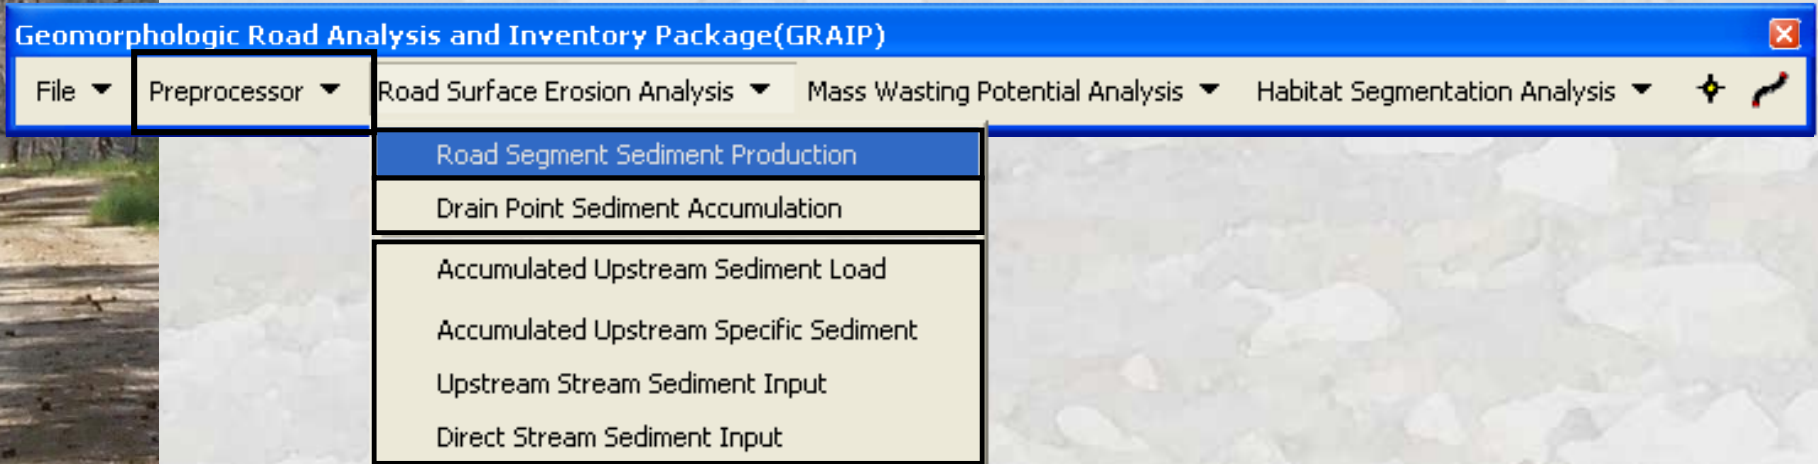 Geomorphologic Road Analysis and Inventory Package(GRAIP)
File Preprocessor Road Surface Erosion Analysis Mass Wasting Potential Analysis Habitat Segmentation Analysis
Road Segment Sediment Production
Drain Point Sediment Accumulation
Accumulated Upstream Sediment Load
Accumulated Upstream Specific Sediment
Upstream Stream Sediment Input
Direct Stream Sediment Input